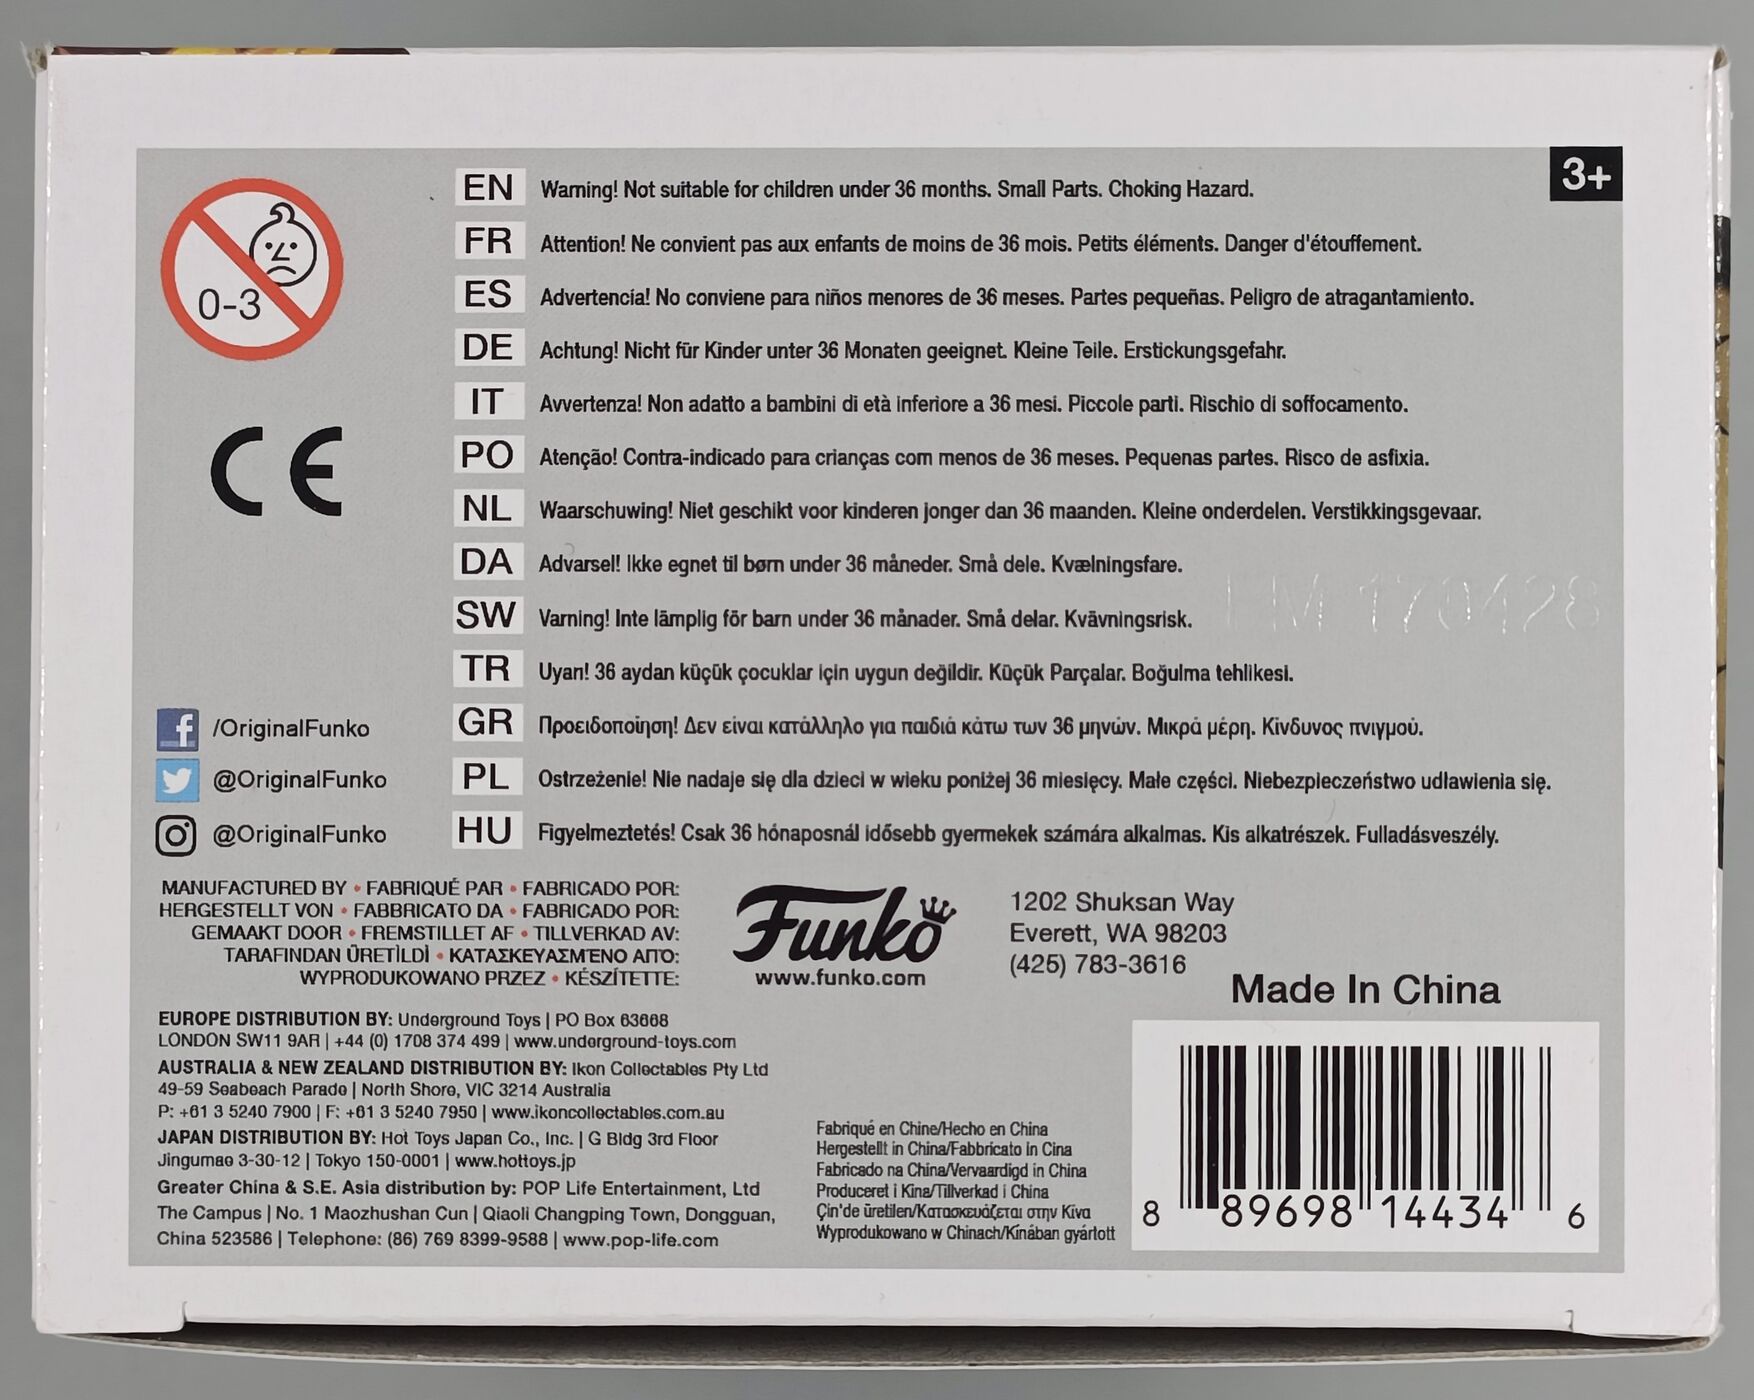 3+
0-3
CE
EN Warning! Not suitable for children under 36 months. Small Parts. Choking Hazard.
FR Attention! Ne convient pas aux enfants de moins de 36 mois. Petits éléments. Danger d'étouffement.
ES Advertencia! No conviene para niños menores de 36 meses. Partes pequeñas. Peligro de atragantamiento.
DE Achtung! Nicht für Kinder unter 36 Monaten geeignet. Kleine Teile. Erstickungsgefahr.
IT Avvertenza! Non adatto a bambini di età inferiore a 36 mesi. Piccole parti. Rischio di soffocamento.
PO Atenção! Contra-indicado para crianças com menos de 36 meses. Pequenas partes. Risco de asfixia.
NL Waarschuwing! Niet geschikt voor kinderen jonger dan 36 maanden. Kleine onderdelen. Verstikkingsgevaar.
DA Advarsel! Ikke egnet til børn under 36 måneder. Små dele. Kvælningsfare.
SW Varning! Inte lämplig för barn under 36 månader. Små delar. Kvävningsrisk.
TR Uyarı! 36 aydan küçük çocuklar için uygun değildir. Küçük Parçalar. Boğulma tehlikesi.
GR Προειδοποίηση! Δεν είναι κατάλληλο για παιδιά κάτω των 36 μηνών. Μικρά μέρη. Κίνδυνος πνιγμού.
PL Ostrzeżenie! Nie nadaje się dla dzieci w wieku poniżej 36 miesięcy. Małe części. Niebezpieczeństwo udławienia się.
HU Figyelmeztetés! Csak 36 hónaposnál idősebb gyermekek számára alkalmas. Kis alkatrészek. Fulladásveszély.
170428
/OriginalFunko
@OriginalFunko
@OriginalFunko
MANUFACTURED BY • FABRIQUÉ PAR • FABRICADO POR:
HERGESTELLT VON • FABBRICATO DA • FABRICADO POR:
GEMAAKT DOOR • FREMSTILLET AF • TILLVERKAD AV:
TARAFINDAN ÜRETİLDİ • ΚΑΤΑΣΚΕΥΑΣΜΈΝΟ ΑΠΌ:
WYPRODUKOWANO PRZEZ • KÉSZÍTETTE:
Funko
www.funko.com
1202 Shuksan Way
Everett, WA 98203
(425) 783-3616
Made In China
EUROPE DISTRIBUTION BY: Underground Toys | PO Box 63668
LONDON SW11 9AR | +44 (0) 1708 374 499 | www.underground-toys.com
AUSTRALIA & NEW ZEALAND DISTRIBUTION BY: Ikon Collectables Pty Ltd
49-59 Seabeach Parade | North Shore, VIC 3214 Australia
P: +61 3 5240 7900 | F: +61 3 5240 7950 | www.ikoncollectables.com.au
JAPAN DISTRIBUTION BY: Hot Toys Japan Co., Inc. | G Bldg 3rd Floor
Jingumae 3-30-12 | Tokyo 150-0001 | www.hottoys.jp
Greater China & S.E. Asia distribution by: POP Life Entertainment, Ltd
The Campus | No. 1 Maozhushan Cun | Qiaoli Changping Town, Dongguan,
China 523586 | Telephone: (86) 769 8399-9588 | www.pop-life.com
Fabriqué en Chine/Hecho en China
Hergestellt in China/Fabbricato in Cina
Fabricado na China/Vervaardigd in China
Produceret i Kina/Tillverkad i China
Çin'de üretilen/Κατασκευάζεται στην Κίνα
Wyprodukowano w Chinach/Kínában gyártott
8 89698 14434 6